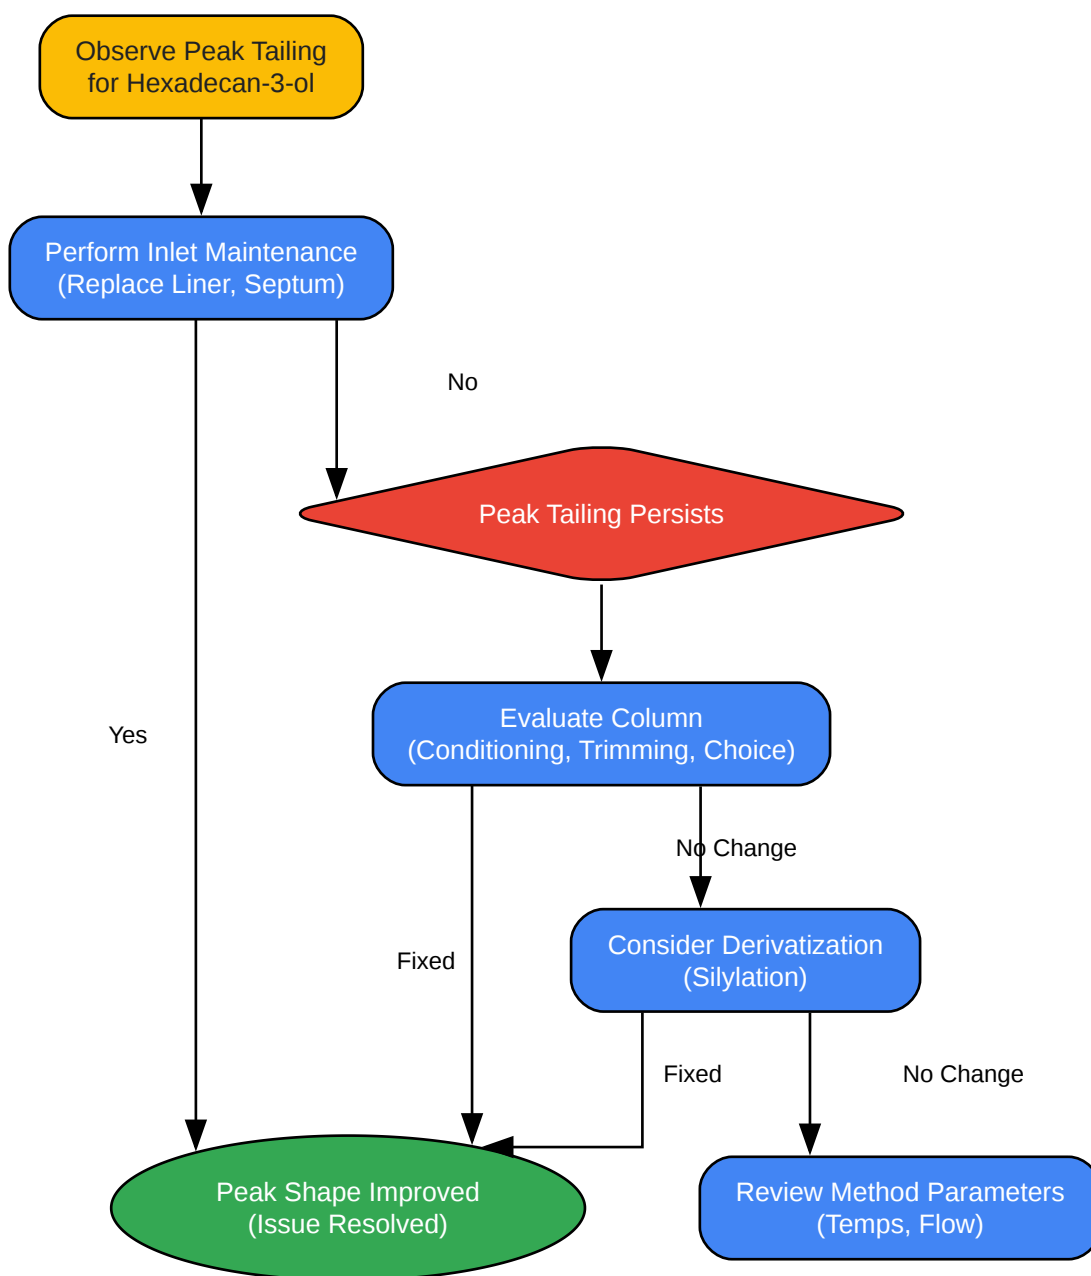 Observe Peak Tailing
for Hexadecan-3-ol
Perform Inlet Maintenance
(Replace Liner, Septum)
No
Peak Tailing Persists
Evaluate Column
(Conditioning, Trimming, Choice)
Yes
No Change
Consider Derivatization
(Silylation)
Fixed
Fixed
No Change
Peak Shape Improved
(Issue Resolved)
Review Method Parameters
(Temps, Flow)